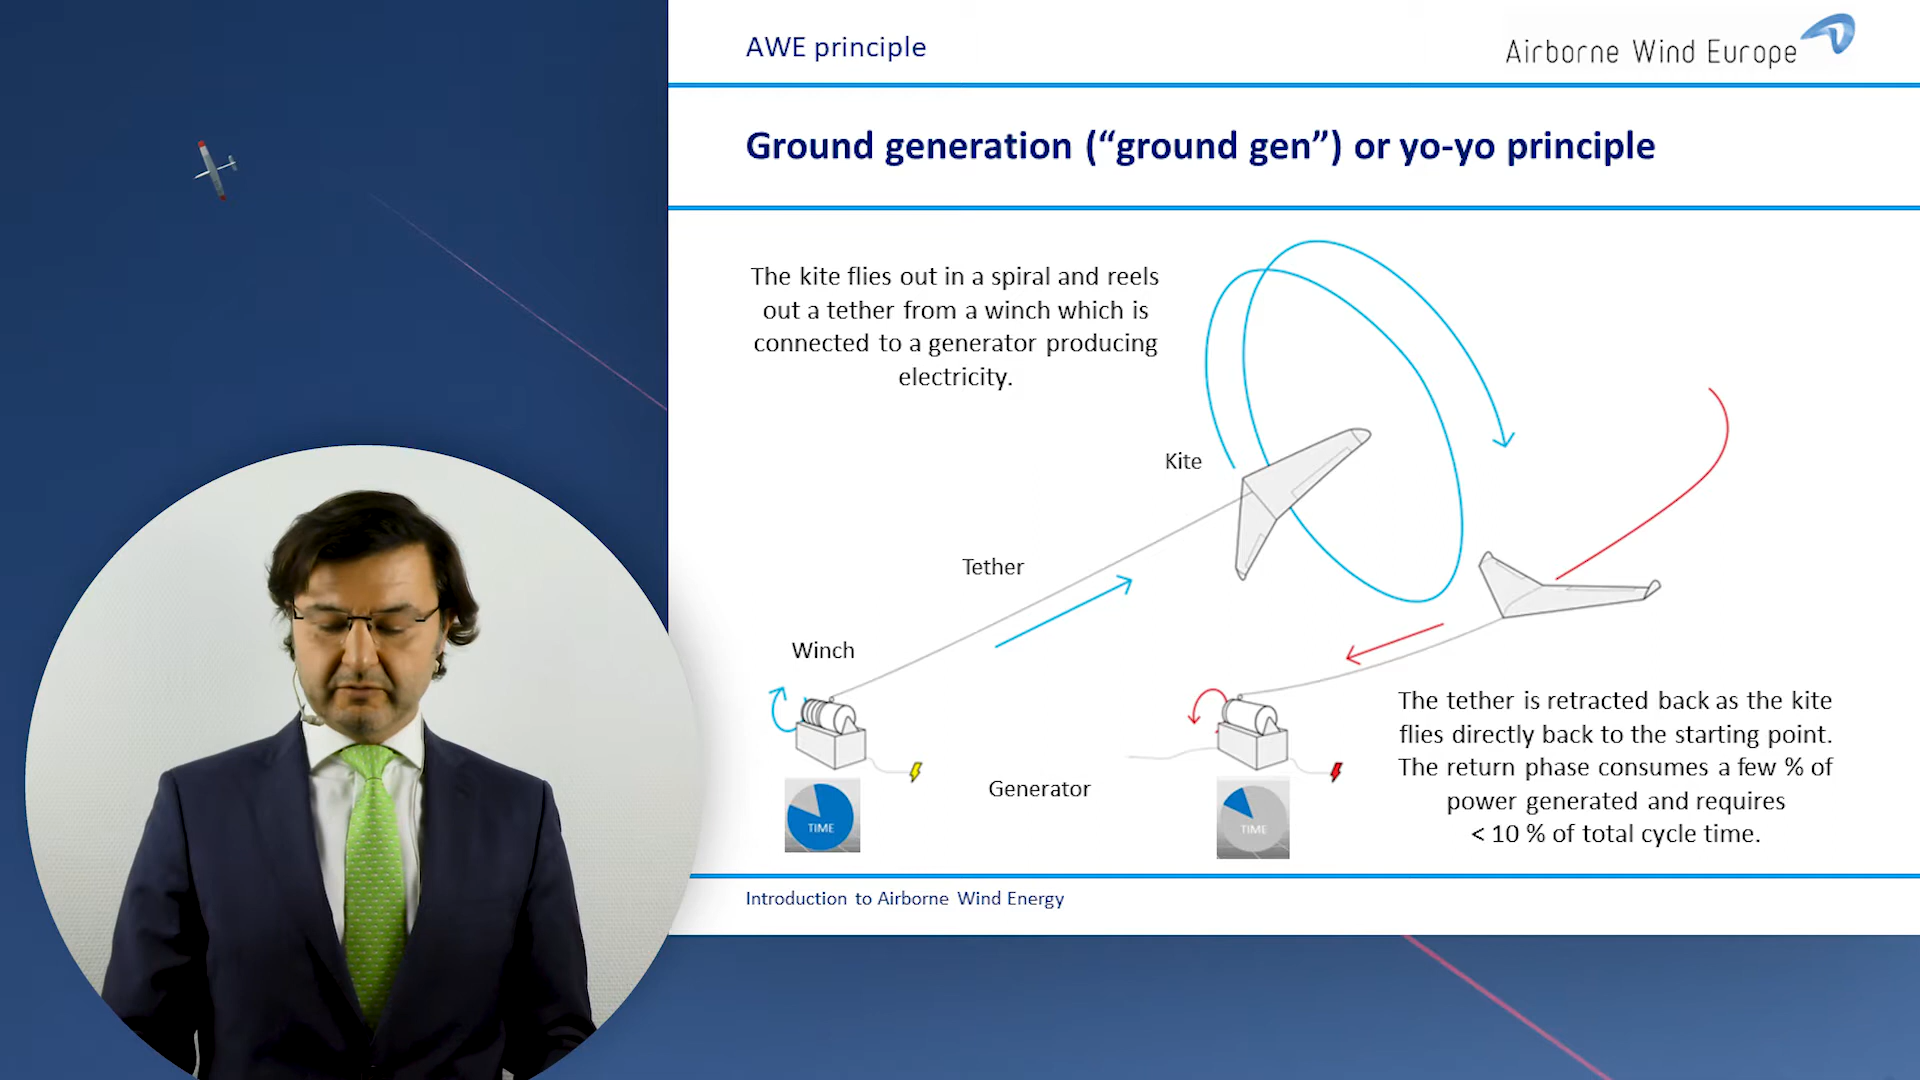 AWE principle
Airborne Wind Europe
Ground generation (“ground gen”) or yo-yo principle
The kite flies out in a spiral and reels
out a tether from a winch which is
connected to a generator producing
electricity.
Kite
Tether
Winch
Generator
TIME
TIME
The tether is retracted back as the kite
flies directly back to the starting point.
The return phase consumes a few % of
power generated and requires
< 10 % of total cycle time.
Introduction to Airborne Wind Energy